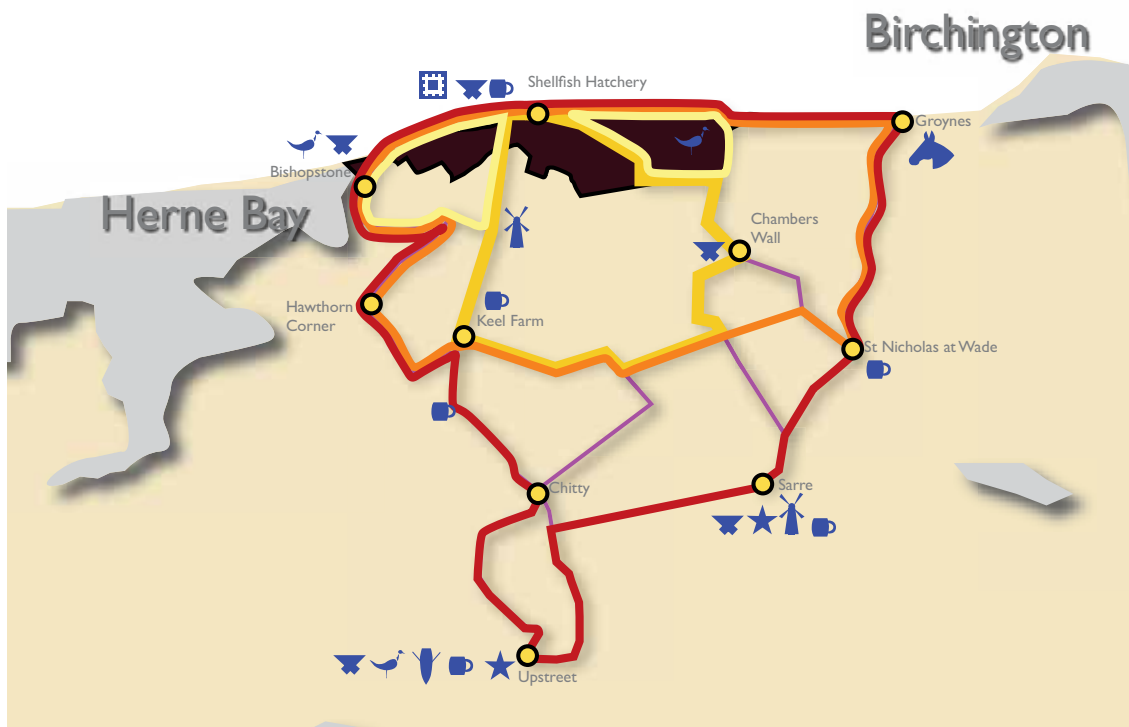 Birchington
Shellfish Hatchery
Groynes
Bishopstone
Herne Bay
Chambers
Wall
Hawthorn
Corner
Keel Farm
St Nicholas at Wade
Chitty
Sarre
Upstreet